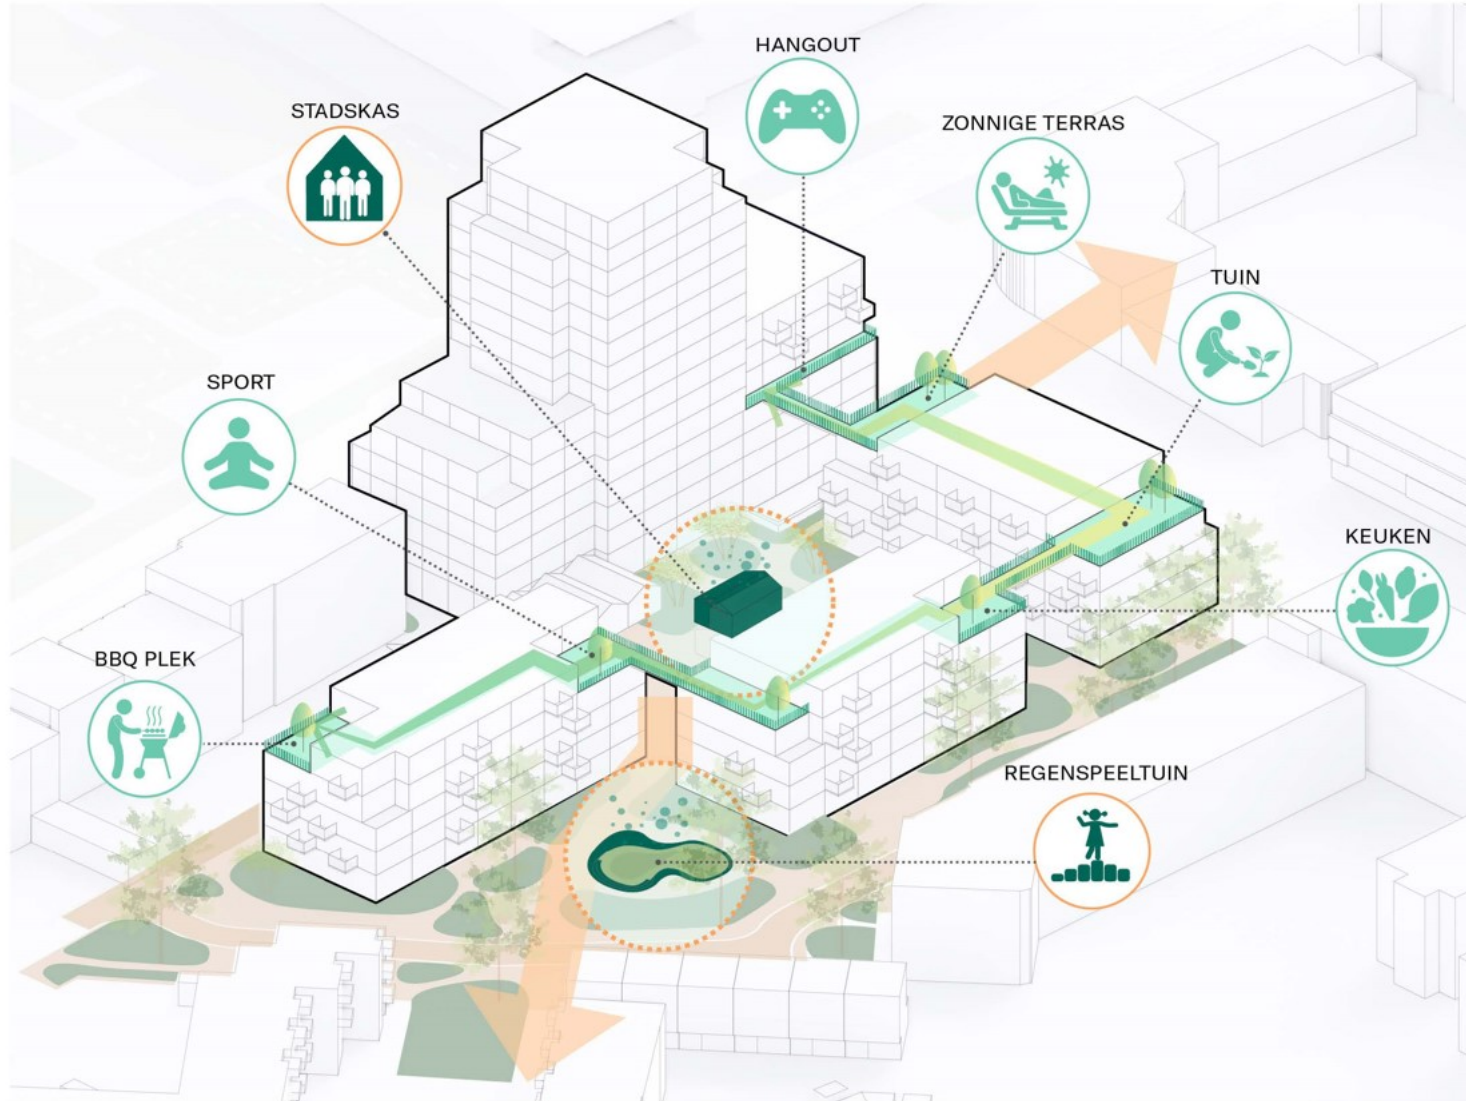 HANGOUT
STADSKAS
ZONNIGE TERRAS
TUIN
SPORT
KEUKEN
BBQ PLEK
REGENSPEELTUIN